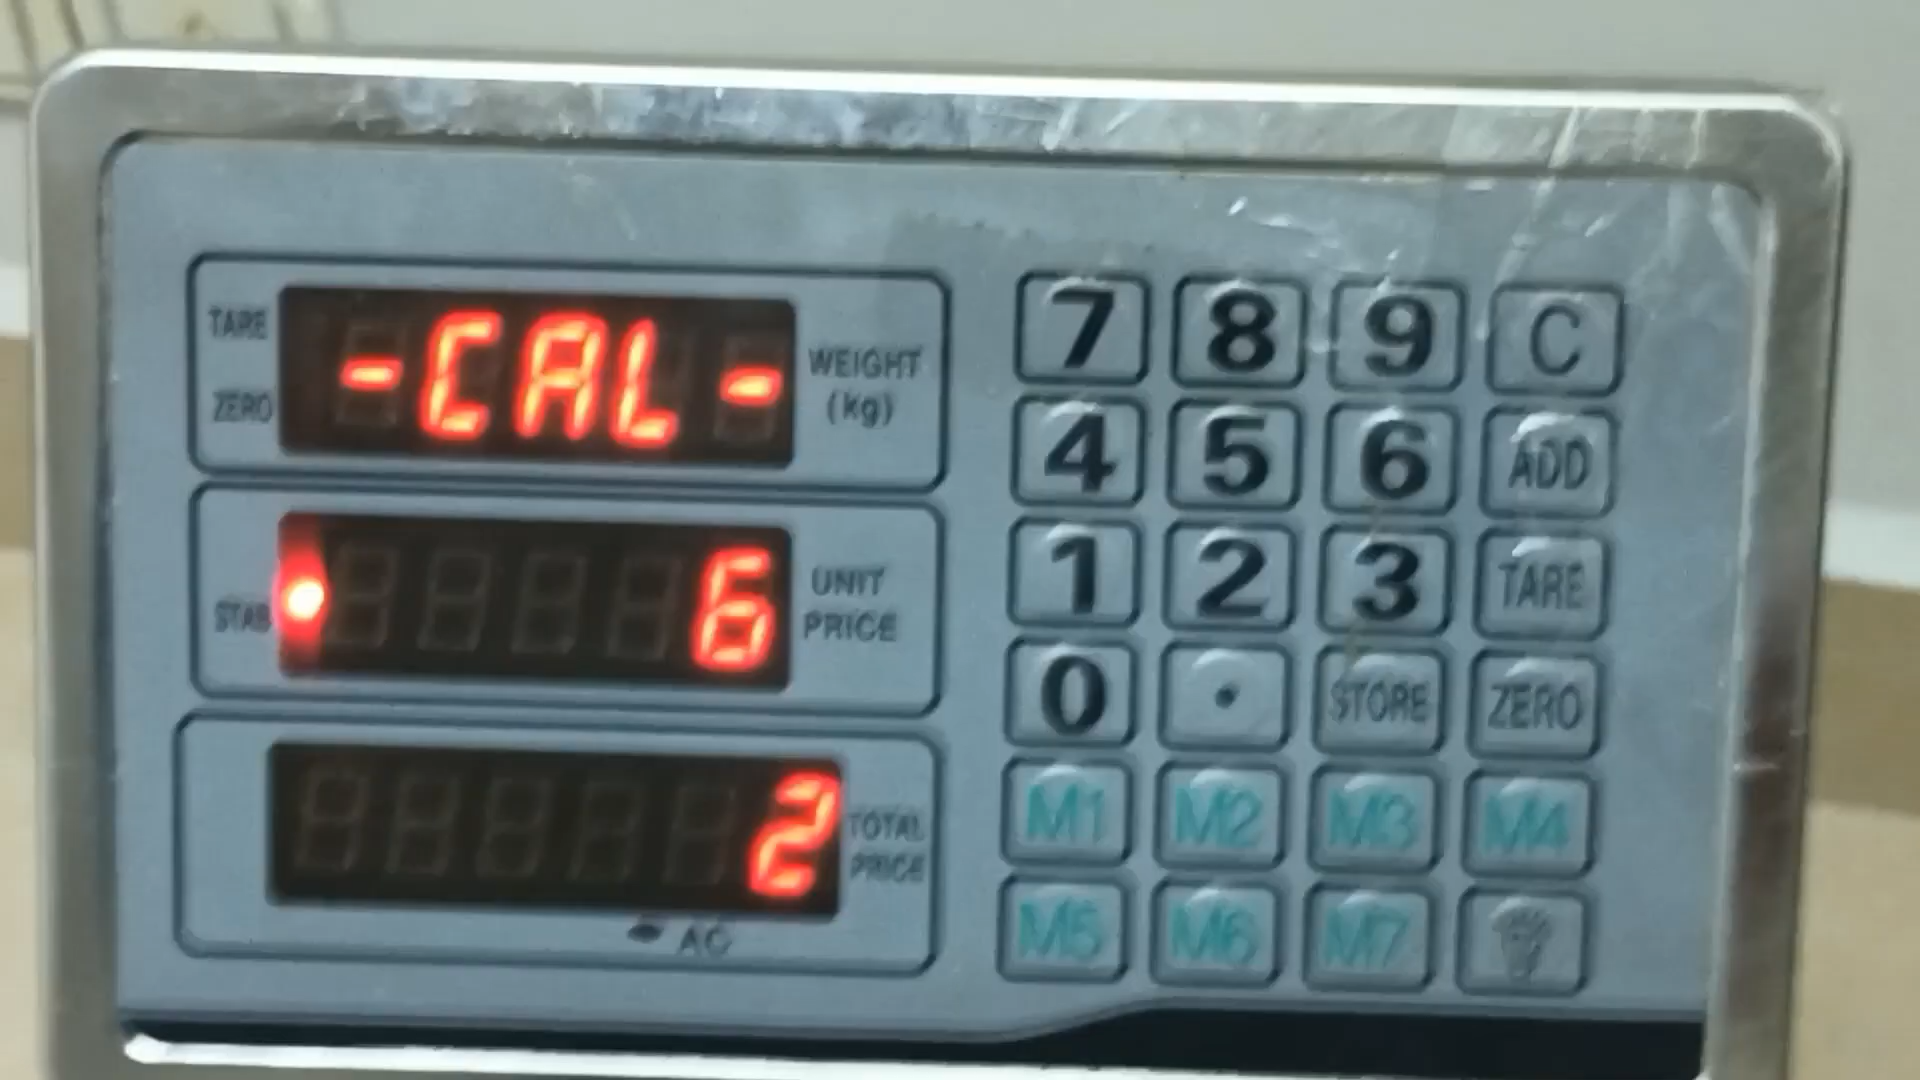 TARE
ZERO
-CAL-
WEIGHT
(kg)
STAB
6
UNIT
PRICE
2
TOTAL
PRICE
AC
7 8 9 C
4 5 6 ADD
1 2 3 TARE
0 . STORE ZERO
M1 M2 M3 M4
M5 M6 M7